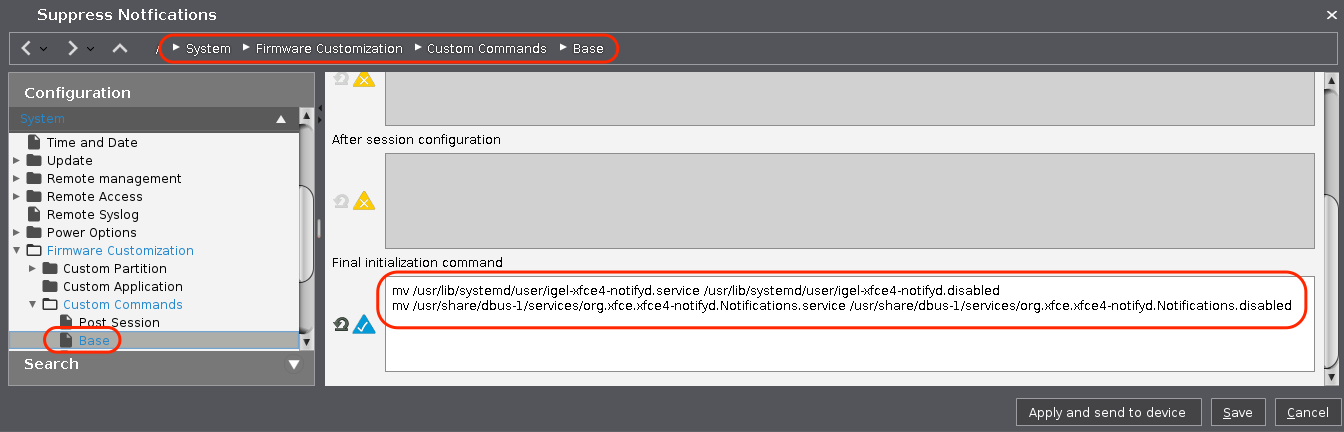 Suppress Notfications
System Firmware Customization Custom Commands Base
Configuration
System
Time and Date
Update
Remote management
Remote Access
Remote Syslog
Power Options
Firmware Customization
Custom Partition
Custom Application
Custom Commands
Post Session
Base
Search
After session configuration
Final initialization command
mv /usr/lib/systemd/user/igel-xfce4-notifyd.service /usr/lib/systemd/user/igel-xfce4-notifyd.disabled
mv /usr/share/dbus-1/services/org.xfce.xfce4-notifyd.Notifications.service /usr/share/dbus-1/services/org.xfce.xfce4-notifyd.Notifications.disabled
Apply and send to device
Save
Cancel